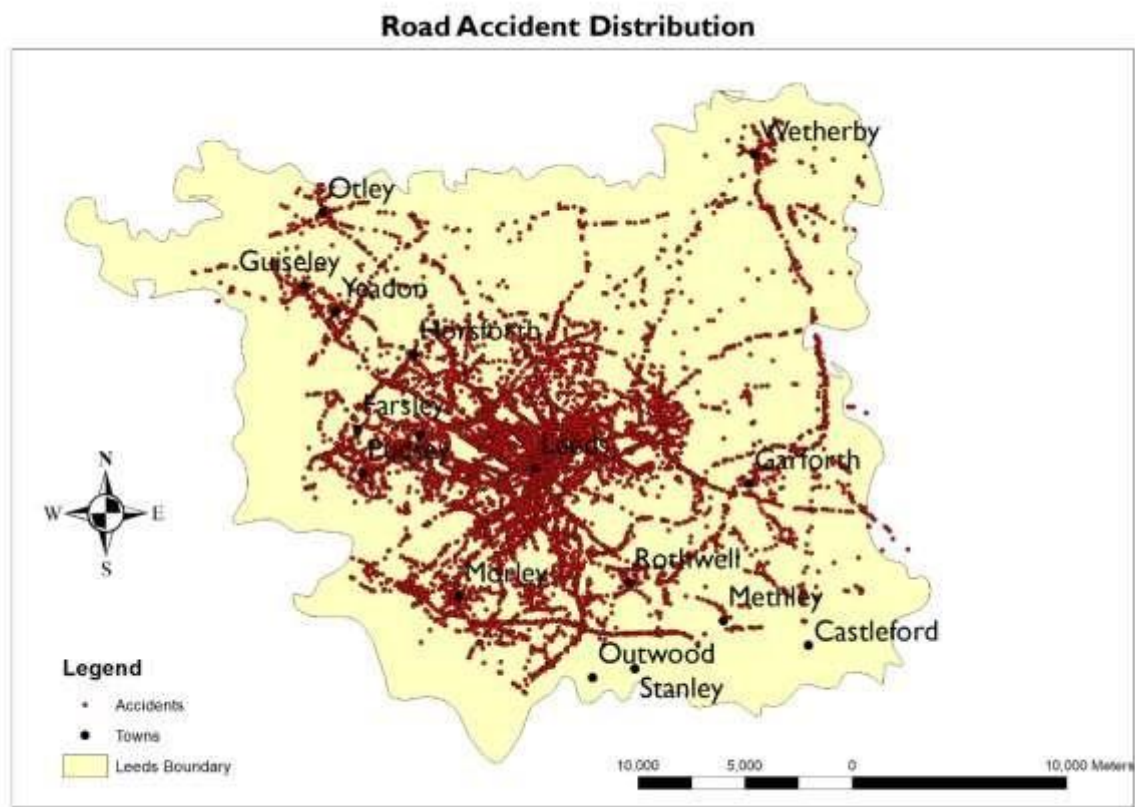 Road Accident Distribution
Wetherby
Otley
Guiseley
Yeadon
Horsforth
Farsley
Pudsey
Leeds
Garforth
N
W E
S
Rothwell
Morley
Methley
Castleford
Outwood
Stanley
Legend
Accidents
Towns
Leeds Boundary
10,000 5,000 0 10,000 Meters